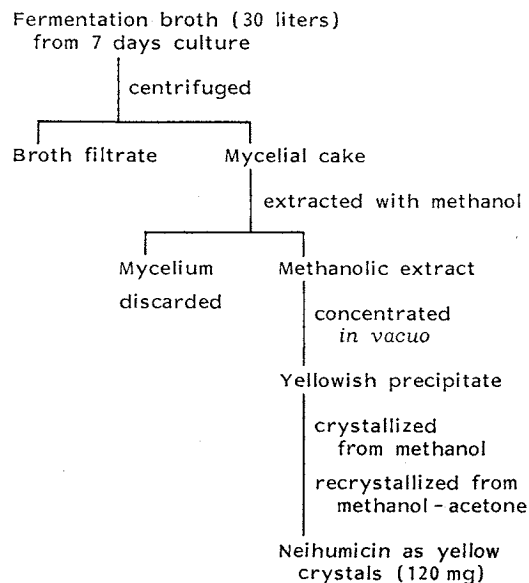 Fermentation broth (30 liters)
from 7 days culture
centrifuged
Broth filtrate Mycelial cake
extracted with methanol
Mycelium Methanolic extract
discarded
concentrated
in vacuo
Yellowish precipitate
crystallized
from methanol
recrystallized from
methanol-acetone
Neihumicin as yellow
crystals (120 mg)